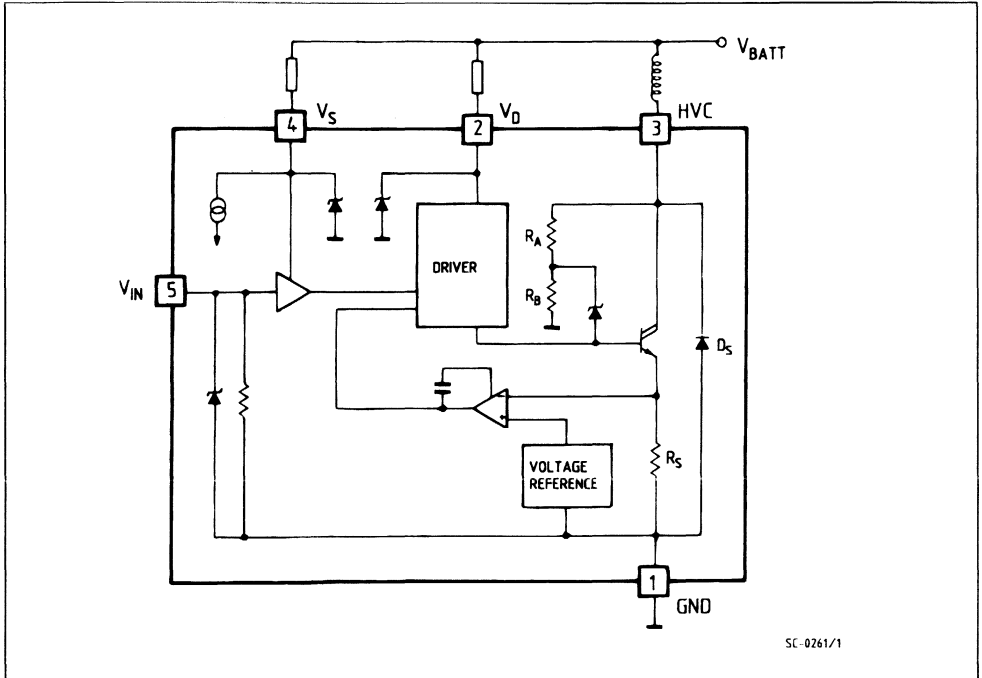 V_BATT
V_S
V_D
HVC
4
2
3
R_A
DRIVER
R_B
V_IN
5
D_S
R_S
VOLTAGE
REFERENCE
1
GND
SC-0261/1